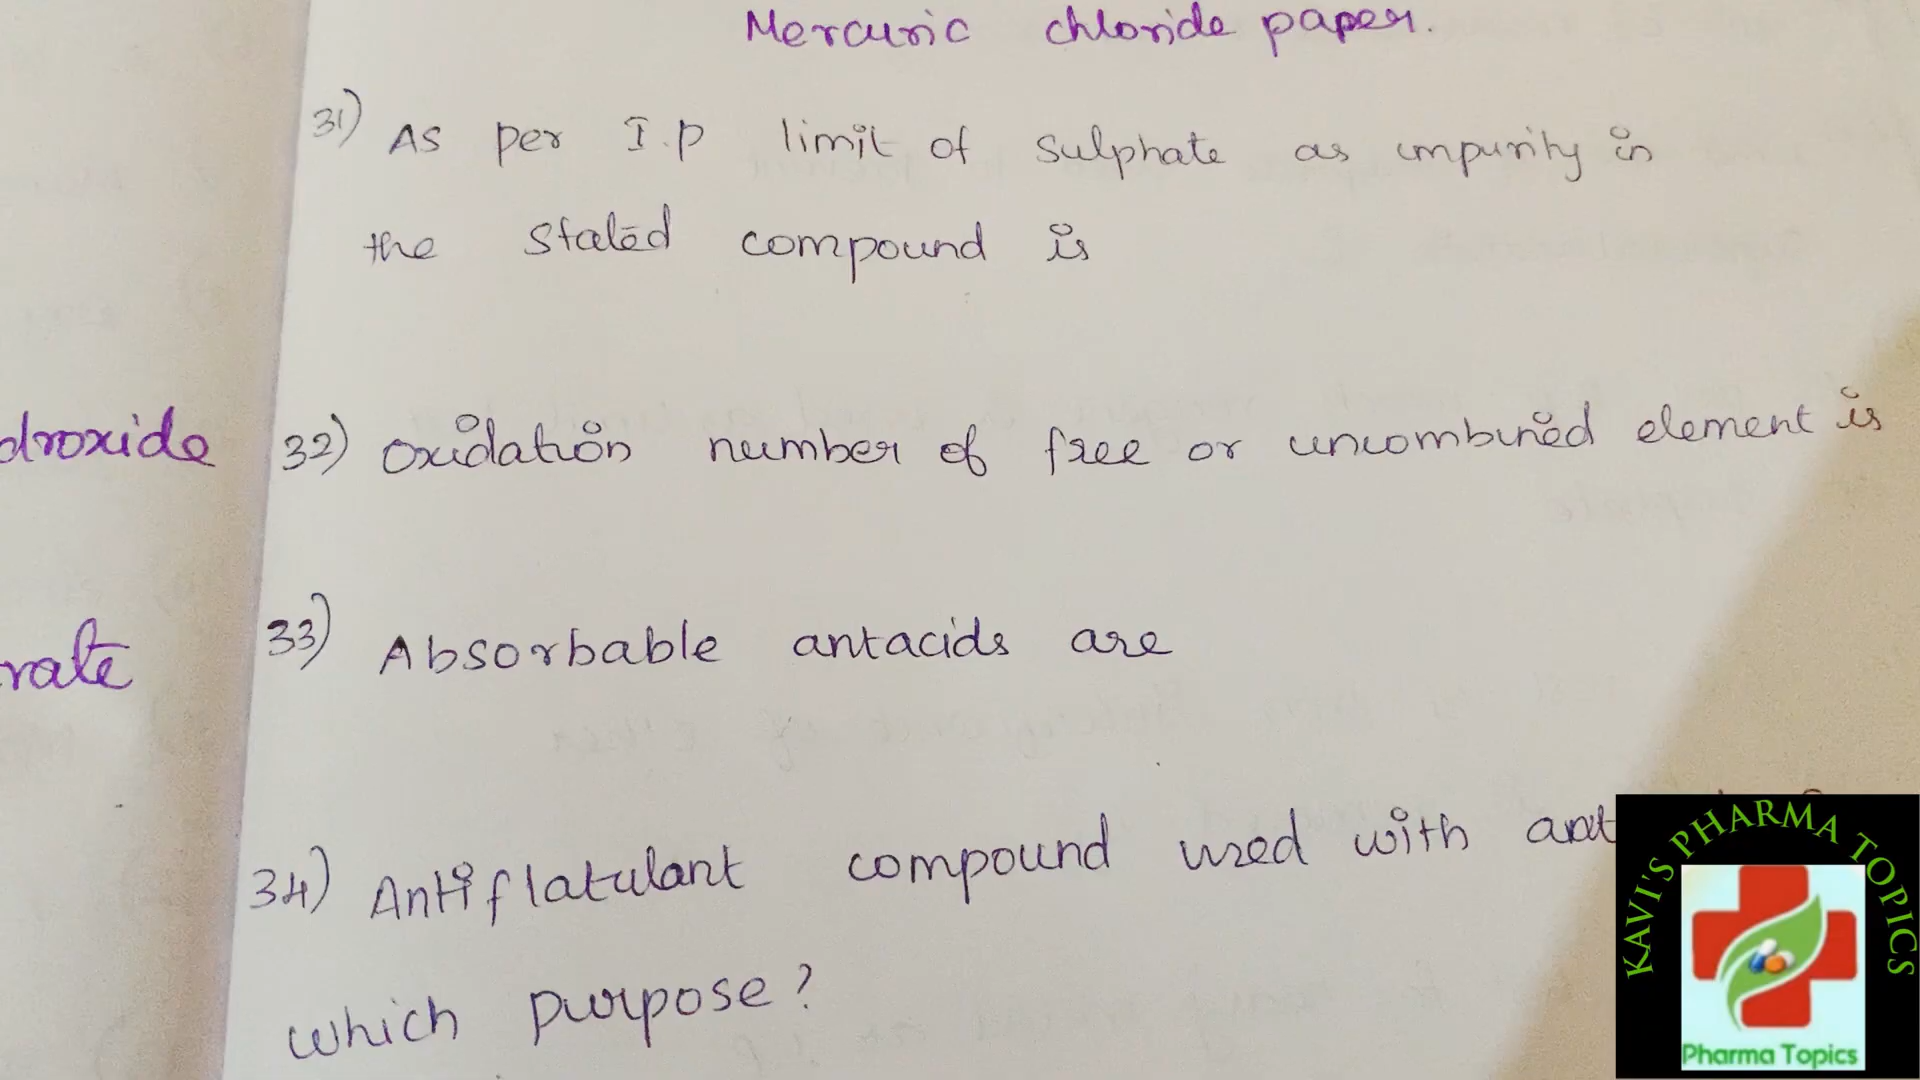 Mercuric chloride paper.
31) As per I.p limit of sulphate as impurity in
the stated compound is
droxide
32) Oxidation number of free or uncombined element is
33) Absorbable antacids are
rate
34) Antiflatulant compound used with
which purpose?
KAVI'S PHARMA TOPICS
Pharma Topics